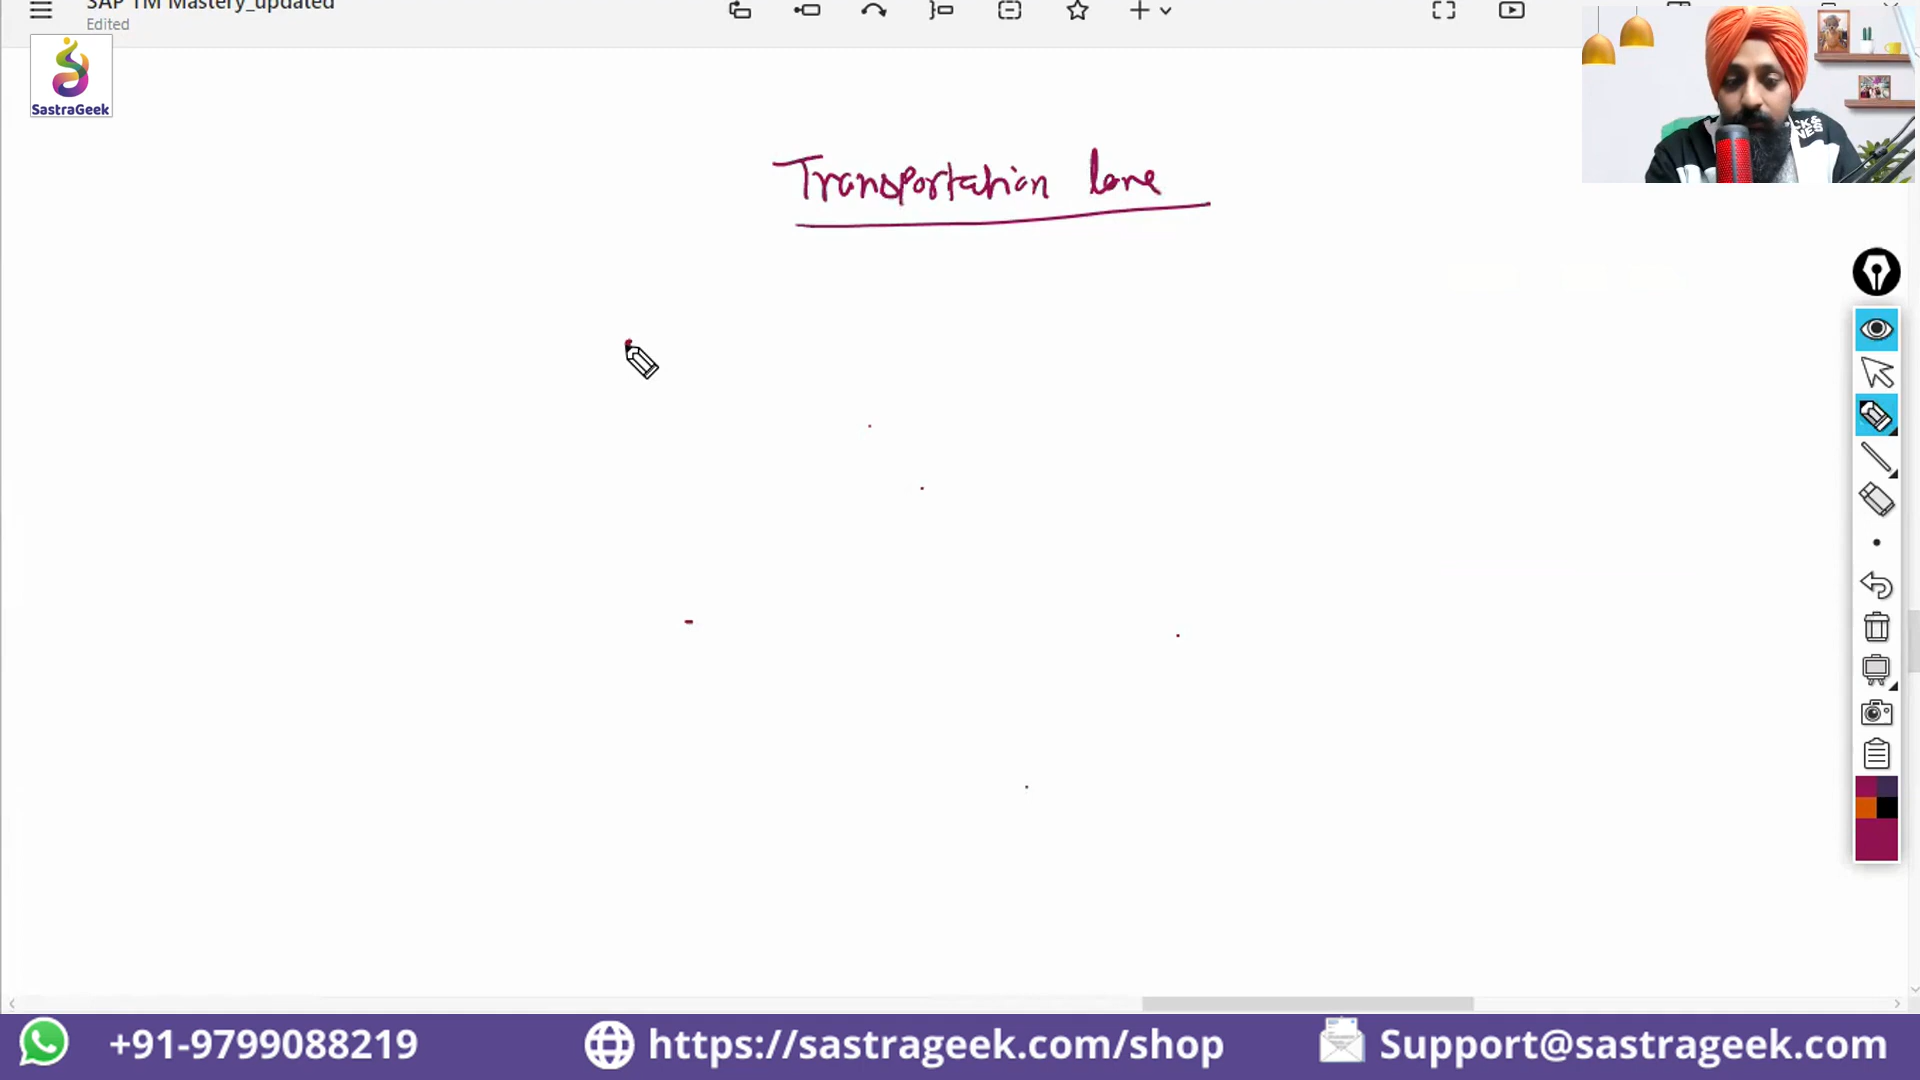 SAP TM Mastery_updated
Edited
SastraGeek
Transportation lane
+91-9799088219
https://sastrageek.com/shop
Support@sastrageek.com